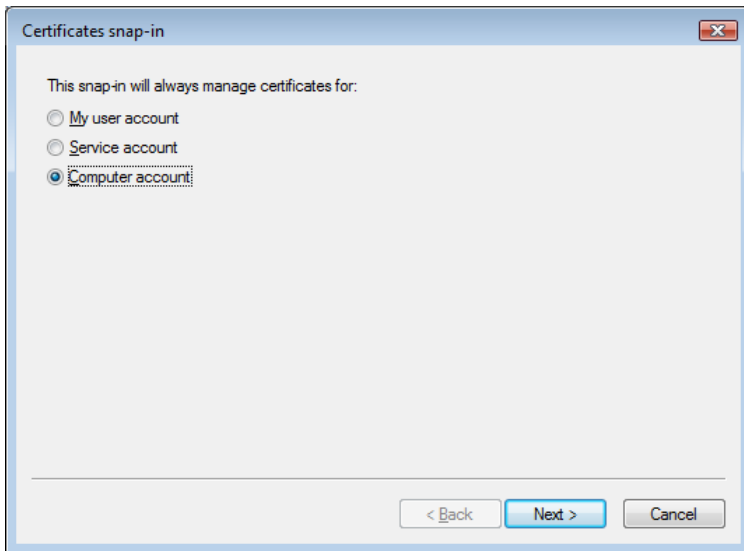 Certificates snap-in
This snap-in will always manage certificates for:
My user account
Service account
Computer account
< Back
Next >
Cancel